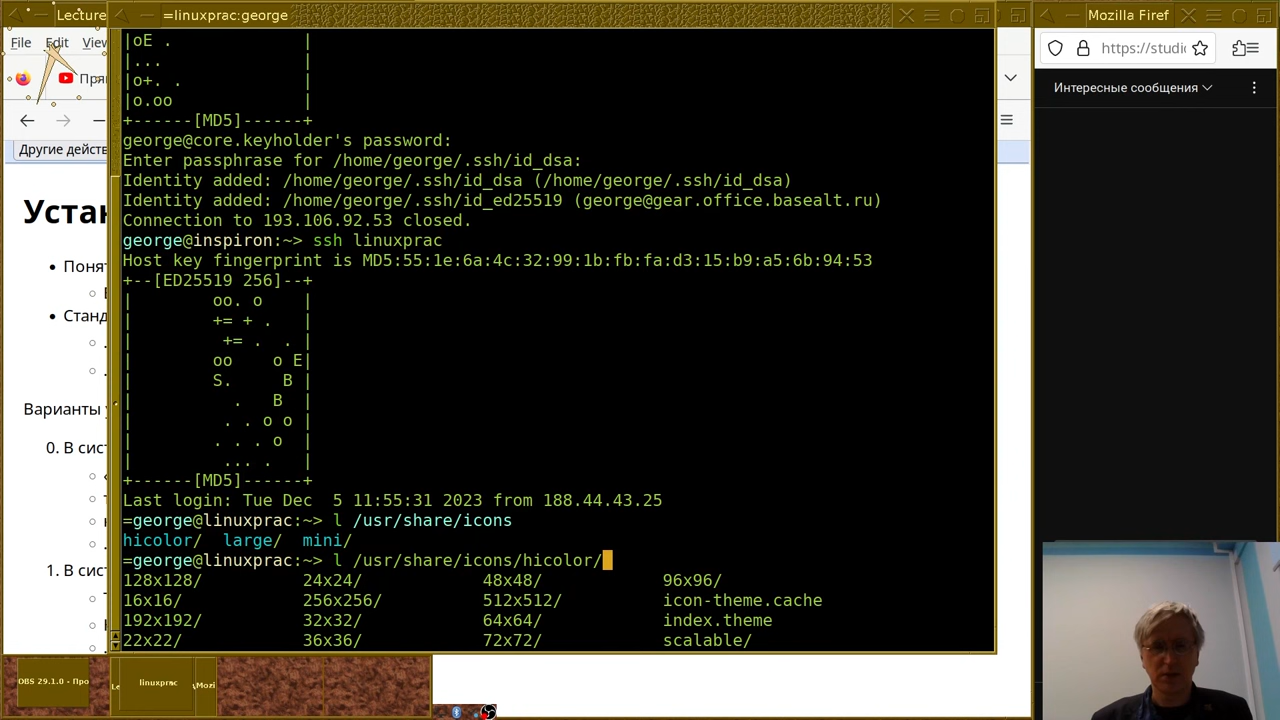 Lecture
=linuxprac:george
Mozilla Firef
File Edit View
https://studi
Интересные сообщения
Другие дейст
Устан
Понят
Станд
Варианты у
0. В сист
1. В сист
|oE .                 |
|...                  |
|o+. .                |
|o.oo                 |
+------[MD5]------+
george@core.keyholder's password:
Enter passphrase for /home/george/.ssh/id_dsa:
Identity added: /home/george/.ssh/id_dsa (/home/george/.ssh/id_dsa)
Identity added: /home/george/.ssh/id_ed25519 (george@gear.office.basealt.ru)
Connection to 193.106.92.53 closed.
george@inspiron:~> ssh linuxprac
Host key fingerprint is MD5:55:1e:6a:4c:32:99:1b:fb:fa:d3:15:b9:a5:6b:94:53
+--[ED25519 256]--+
|        oo. o    |
|        += + .   |
|         += .  . |
|        oo    o E|
|        S.     B |
|          .   B  |
|         . . o o |
|        . . . o  |
|         ... .   |
+------[MD5]------+
Last login: Tue Dec  5 11:55:31 2023 from 188.44.43.25
=george@linuxprac:~> l /usr/share/icons
hicolor/  large/  mini/
=george@linuxprac:~> l /usr/share/icons/hicolor/
128x128/ 24x24/ 48x48/ 96x96/
16x16/ 256x256/ 512x512/ icon-theme.cache
192x192/ 32x32/ 64x64/ index.theme
22x22/ 36x36/ 72x72/ scalable/
OBS 29.1.0 - Про
linuxprac
Mozi